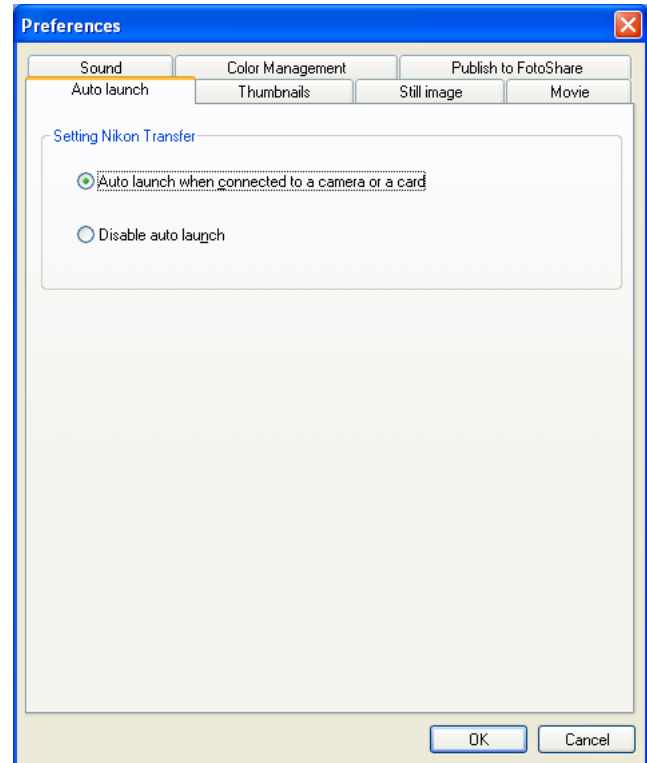 Preferences
Sound Color Management Publish to FotoShare
Auto launch Thumbnails Still image Movie
Setting Nikon Transfer
Auto launch when connected to a camera or a card
Disable auto launch
OK Cancel